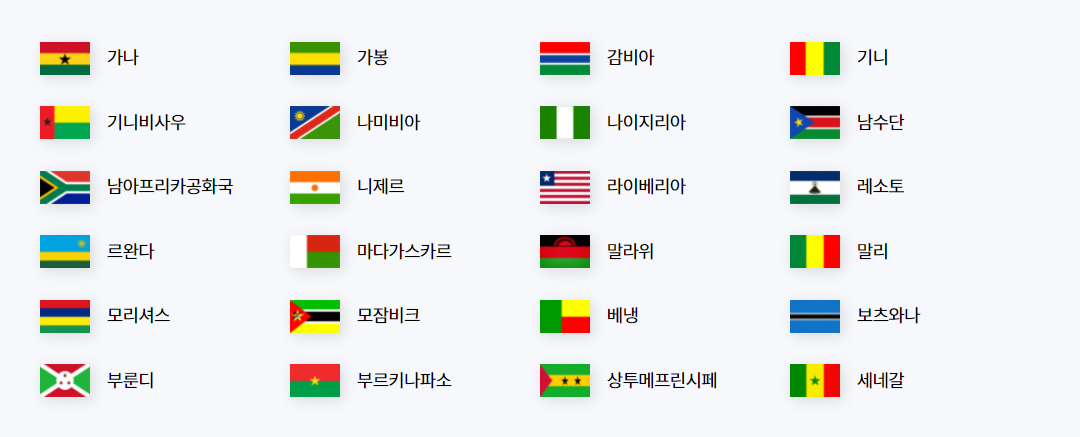 가나
가봉
감비아
기니
기니비사우
나미비아
나이지리아
남수단
남아프리카공화국
니제르
라이베리아
레소토
르완다
마다가스카르
말라위
말리
모리셔스
모잠비크
베냉
보츠와나
부룬디
부르키나파소
상투메프린시페
세네갈